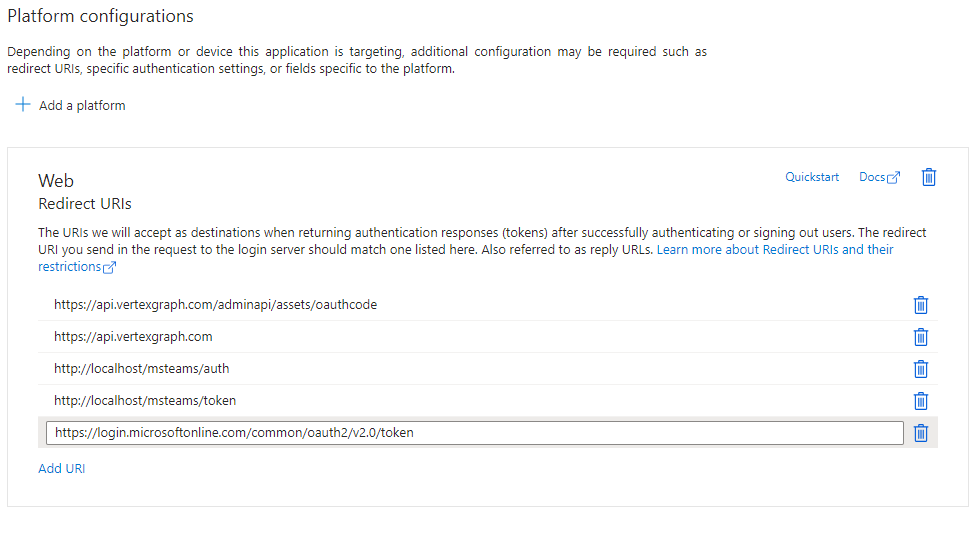 Platform configurations
Depending on the platform or device this application is targeting, additional configuration may be required such as
redirect URIs, specific authentication settings, or fields specific to the platform.
Add a platform
Web
Quickstart
Docs
Redirect URIs
The URIs we will accept as destinations when returning authentication responses (tokens) after successfully authenticating or signing out users. The redirect
URI you send in the request to the login server should match one listed here. Also referred to as reply URLs. Learn more about Redirect URIs and their
restrictions
https://api.vertexgraph.com/adminapi/assets/oauthcode
https://api.vertexgraph.com
http://localhost/msteams/auth
http://localhost/msteams/token
https://login.microsoftonline.com/common/oauth2/v2.0/token
Add URI